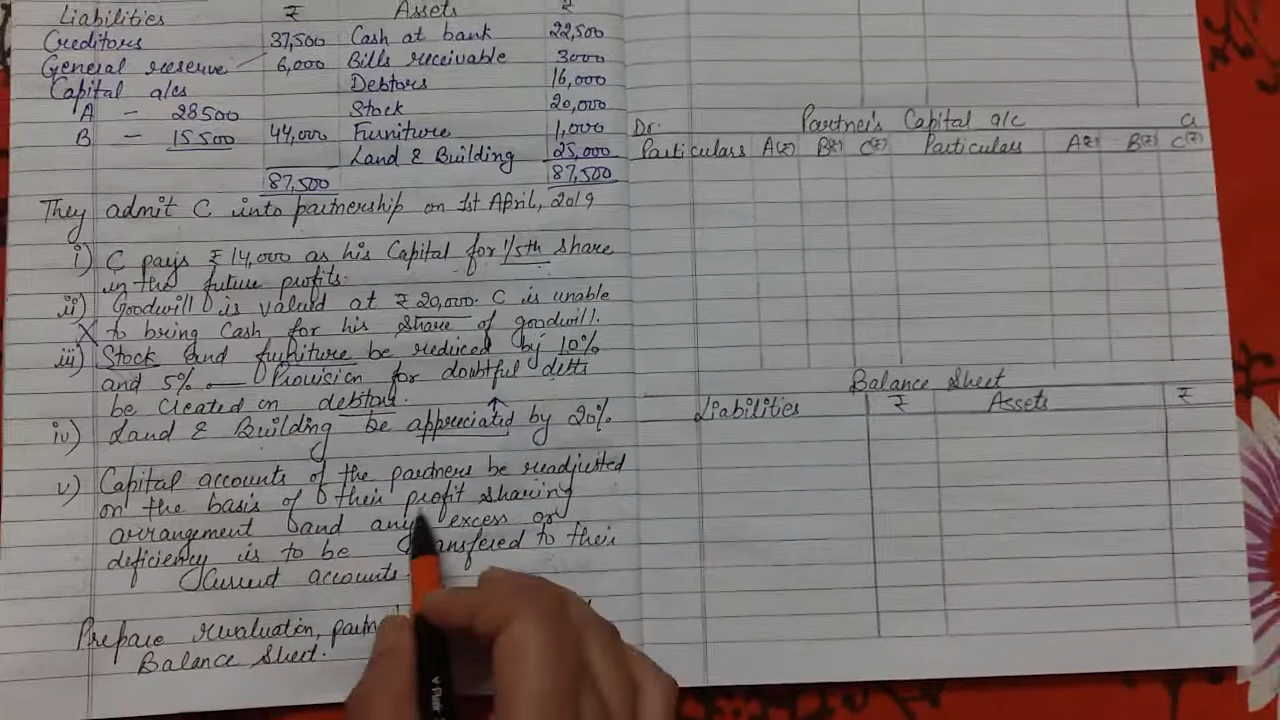 Liabilities ₹ Assets ₹
Creditors 37,500 Cash at bank 22,500
General reserve 6,000 Bills receivable 3000
Capital a/cs Debtors 16,000
A - 28500 Stock 20,000
B - 15500 44,000 Furniture 1,000
Land & Building 25,000
87,500 87,500
They admit C into partnership on 1st April, 2019
i) C pays ₹ 14,000 as his Capital for 1/5th share
in the future profits.
ii) Goodwill is valued at ₹ 20,000. C is unable
to bring Cash for his share of goodwill.
iii) Stock and furniture be reduced by 10%
and 5% Provision for doubtful debts
be created on debtors.
iv) Land & Building be appreciated by 20%
v) Capital accounts of the partners be readjusted
on the basis of their profit sharing
arrangement and any excess or
deficiency is to be to their
Current accounts.
Prepare revaluation,
Balance Sheet.
Dr. Partner's Capital a/c Cr
Particulars A(₹) B(₹) C(₹) Particulars A(₹) B(₹) C(₹)
Balance Sheet
Liabilities ₹ Assets ₹